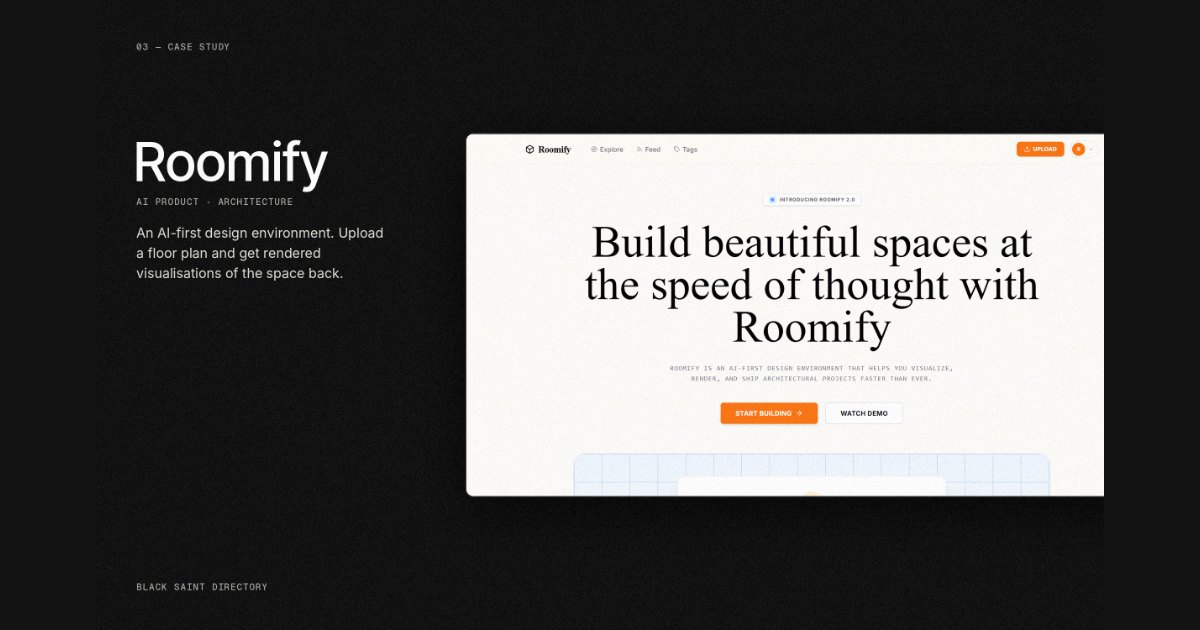 03 — CASE STUDY
Roomify
AI PRODUCT · ARCHITECTURE
An AI-first design environment. Upload
a floor plan and get rendered
visualisations of the space back.
Roomify Explore Feed Tags UPLOAD
INTRODUCING ROOMIFY 2.0
Build beautiful spaces at
the speed of thought with
Roomify
ROOMIFY IS AN AI-FIRST DESIGN ENVIRONMENT THAT HELPS YOU VISUALIZE,
RENDER, AND SHIP ARCHITECTURAL PROJECTS FASTER THAN EVER.
START BUILDING → WATCH DEMO
BLACK SAINT DIRECTORY